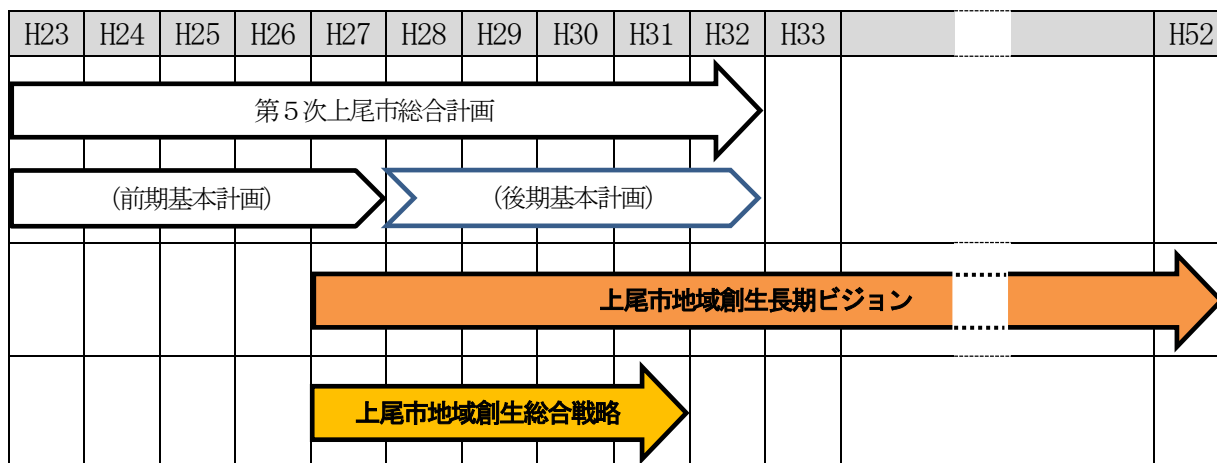 H23 H24 H25 H26 H27 H28 H29 H30 H31 H32 H33 H52
第５次上尾市総合計画
(前期基本計画) (後期基本計画)
上尾市地域創生長期ビジョン
上尾市地域創生総合戦略